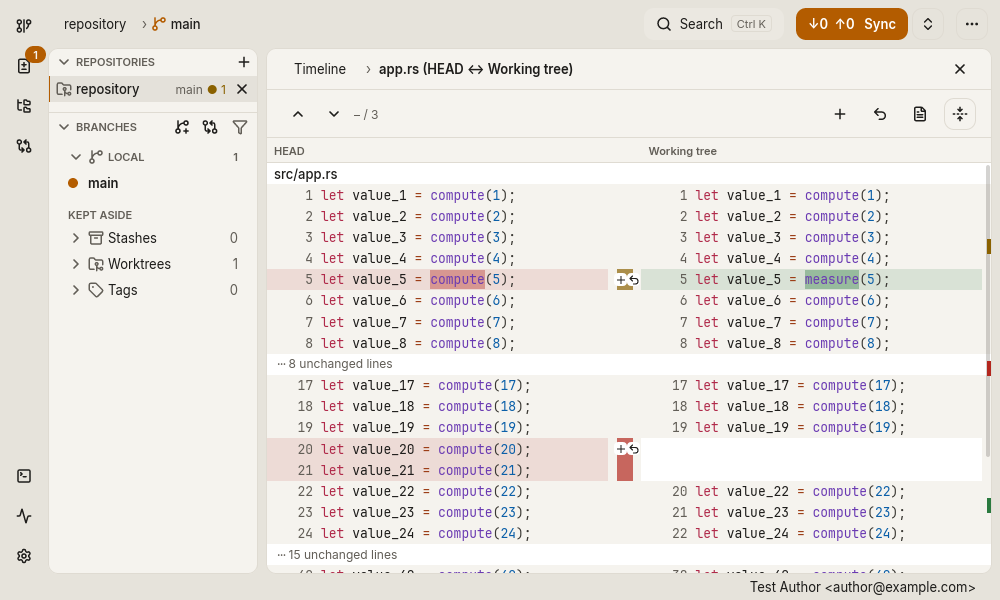 repository › main
Search Ctrl K
↓0 ↑0 Sync
1
REPOSITORIES
repository main 1
BRANCHES
LOCAL 1
main
KEPT ASIDE
Stashes 0
Worktrees 1
Tags 0
Timeline › app.rs (HEAD ↔ Working tree)
– / 3
HEAD Working tree
src/app.rs
1 let value_1 = compute(1); 1 let value_1 = compute(1);
2 let value_2 = compute(2); 2 let value_2 = compute(2);
3 let value_3 = compute(3); 3 let value_3 = compute(3);
4 let value_4 = compute(4); 4 let value_4 = compute(4);
5 let value_5 = compute(5); 5 let value_5 = measure(5);
6 let value_6 = compute(6); 6 let value_6 = compute(6);
7 let value_7 = compute(7); 7 let value_7 = compute(7);
8 let value_8 = compute(8); 8 let value_8 = compute(8);
··· 8 unchanged lines
17 let value_17 = compute(17); 17 let value_17 = compute(17);
18 let value_18 = compute(18); 18 let value_18 = compute(18);
19 let value_19 = compute(19); 19 let value_19 = compute(19);
20 let value_20 = compute(20);
21 let value_21 = compute(21);
22 let value_22 = compute(22); 20 let value_22 = compute(22);
23 let value_23 = compute(23); 21 let value_23 = compute(23);
24 let value_24 = compute(24); 22 let value_24 = compute(24);
··· 15 unchanged lines
Test Author <author@example.com>